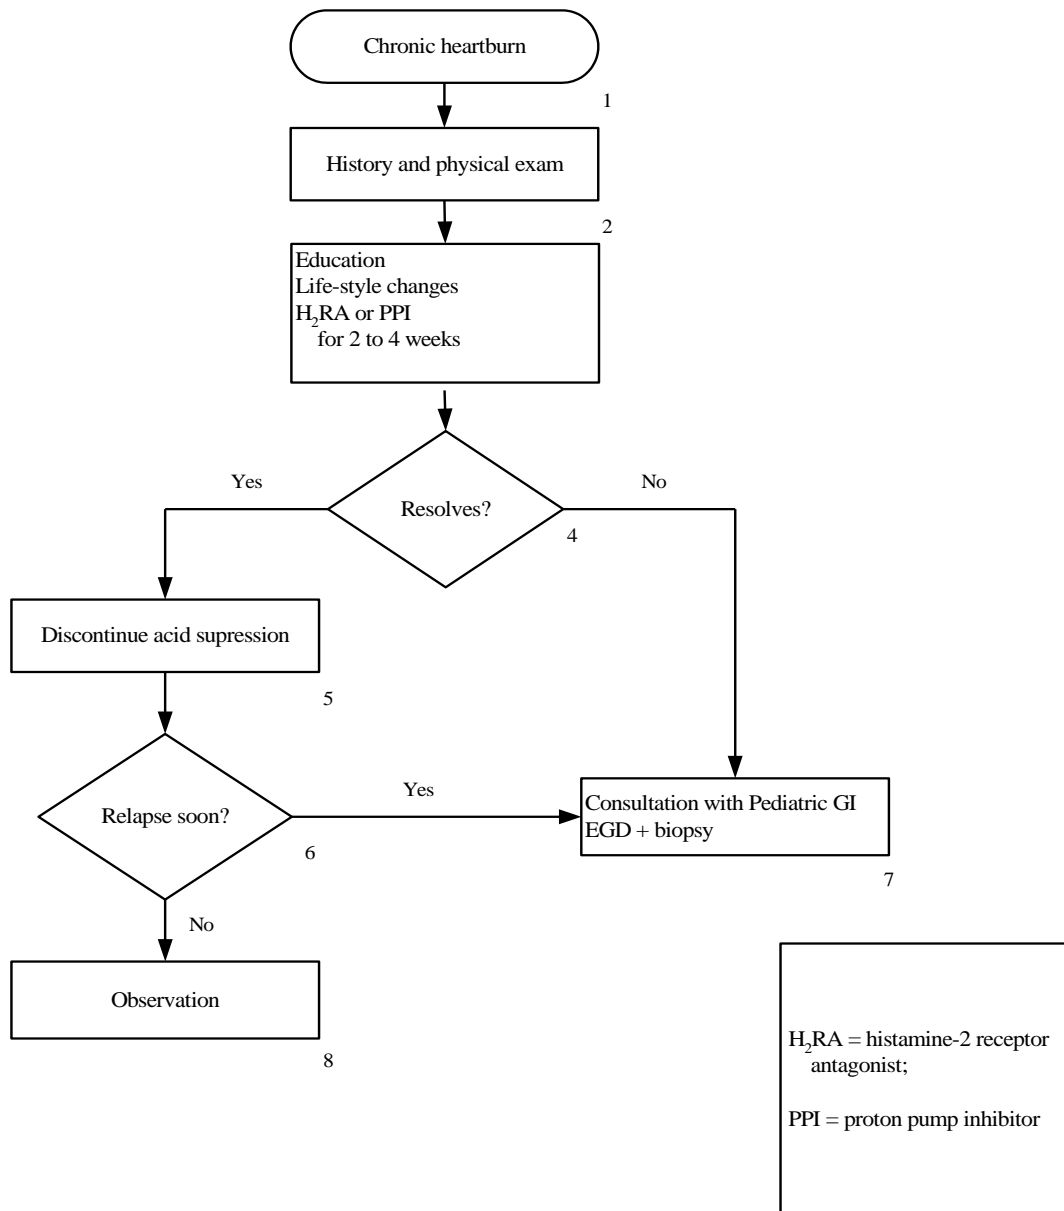 Chronic heartburn
1
History and physical exam
2
Education
Life-style changes
H₂RA or PPI
for 2 to 4 weeks
Yes
No
Resolves?
4
Discontinue acid supression
5
Yes
Relapse soon?
Consultation with Pediatric GI
EGD + biopsy
6
7
No
Observation
8
H₂RA = histamine-2 receptor
antagonist;
PPI = proton pump inhibitor